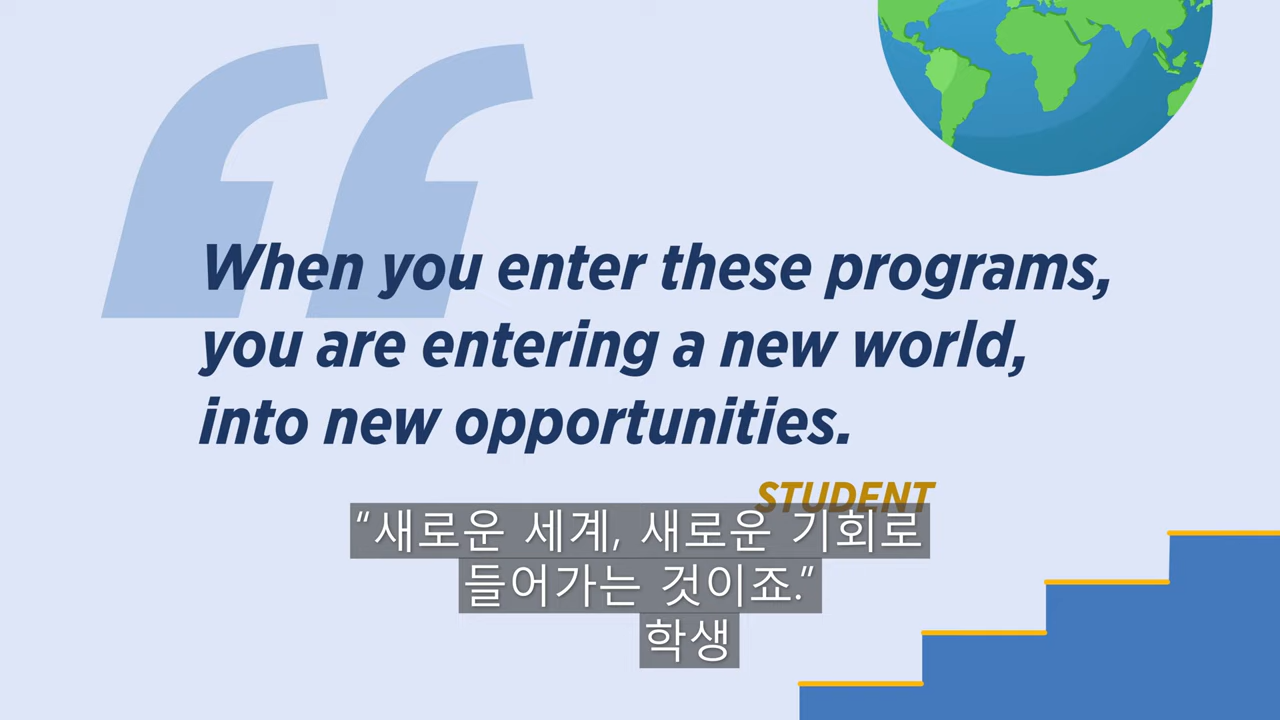 When you enter these programs,
you are entering a new world,
into new opportunities.
STUDENT
“새로운 세계, 새로운 기회로
들어가는 것이죠.”
학생